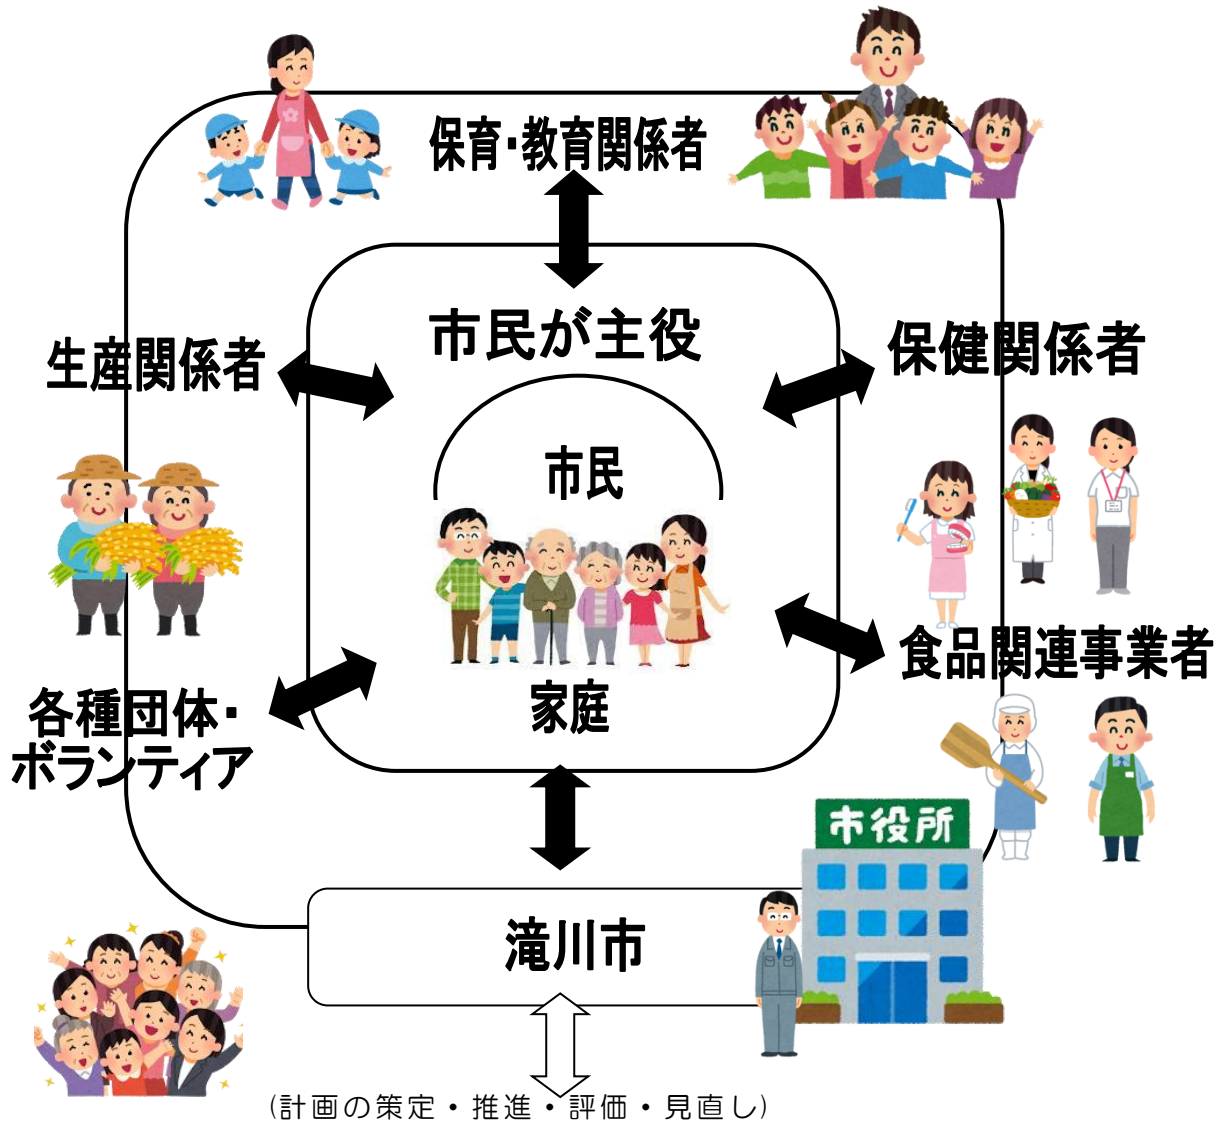 保育・教育関係者
市民が主役
生産関係者
保健関係者
市民
食品関連事業者
家庭
各種団体・
ボランティア
市役所
滝川市
(計画の策定・推進・評価・見直し)